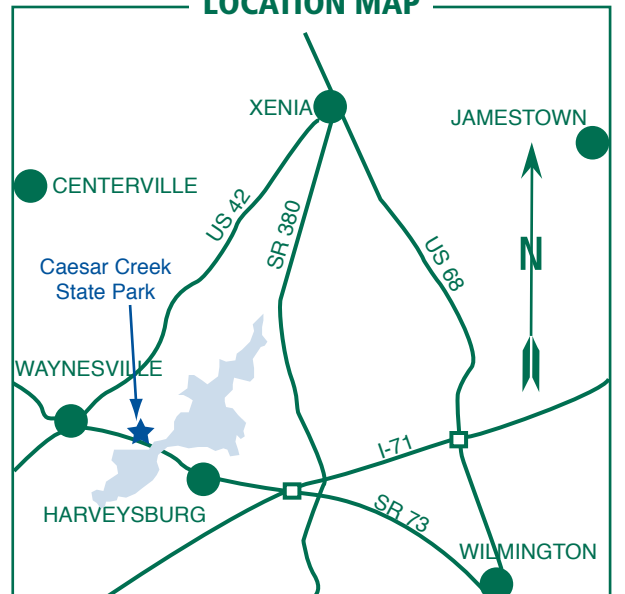 LOCATION MAP
XENIA
JAMESTOWN
CENTERVILLE
US 42
SR 380
US 68
N
Caesar Creek
State Park
WAYNESVILLE
I-71
HARVEYSBURG
SR 73
WILMINGTON